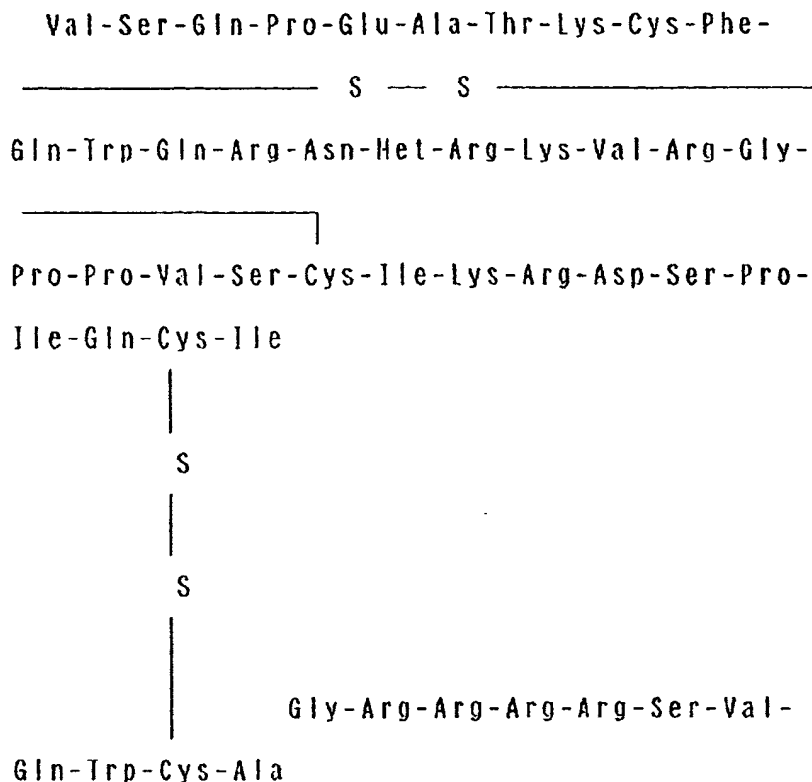 Val-Ser-Gln-Pro-Glu-Ala-Thr-Lys-Cys-Phe-
S — S
Gln-Trp-Gln-Arg-Asn-Het-Arg-Lys-Val-Arg-Gly-
Pro-Pro-Val-Ser-Cys-Ile-Lys-Arg-Asp-Ser-Pro-
Ile-Gln-Cys-Ile
S
S
Gly-Arg-Arg-Arg-Arg-Ser-Val-
Gln-Trp-Cys-Ala